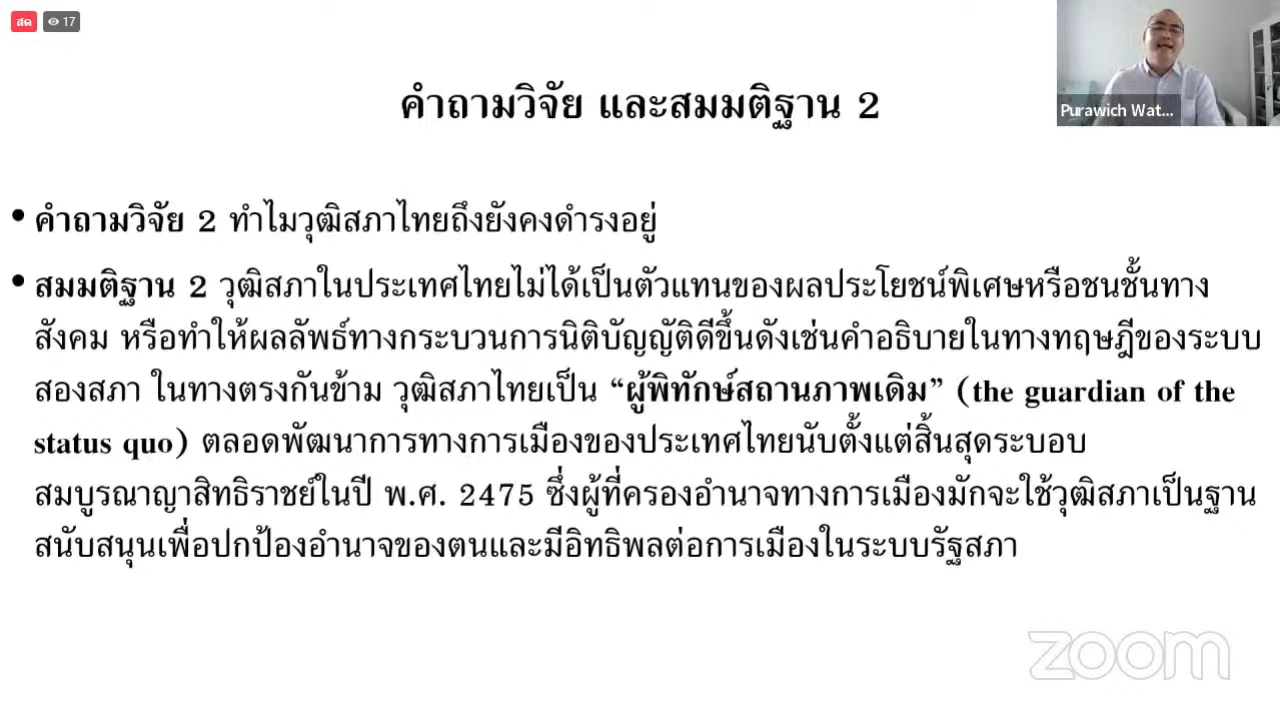 สด 17
Purawich Wat...
คำถามวิจัย และสมมติฐาน 2
• คำถามวิจัย 2 ทำไมวุฒิสภาไทยถึงยังคงดำรงอยู่
• สมมติฐาน 2 วุฒิสภาในประเทศไทยไม่ได้เป็นตัวแทนของผลประโยชน์พิเศษหรือชนชั้นทาง
สังคม หรือทำให้ผลลัพธ์ทางกระบวนการนิติบัญญัติดีขึ้นดังเช่นคำอธิบายในทางทฤษฎีของระบบ
สองสภา ในทางตรงกันข้าม วุฒิสภาไทยเป็น “ผู้พิทักษ์สถานภาพเดิม” (the guardian of the
status quo) ตลอดพัฒนาการทางการเมืองของประเทศไทยนับตั้งแต่สิ้นสุดระบอบ
สมบูรณาญาสิทธิราชย์ในปี พ.ศ. 2475 ซึ่งผู้ที่ครองอำนาจทางการเมืองมักจะใช้วุฒิสภาเป็นฐาน
สนับสนุนเพื่อปกป้องอำนาจของตนและมีอิทธิพลต่อการเมืองในระบบรัฐสภา
zoom